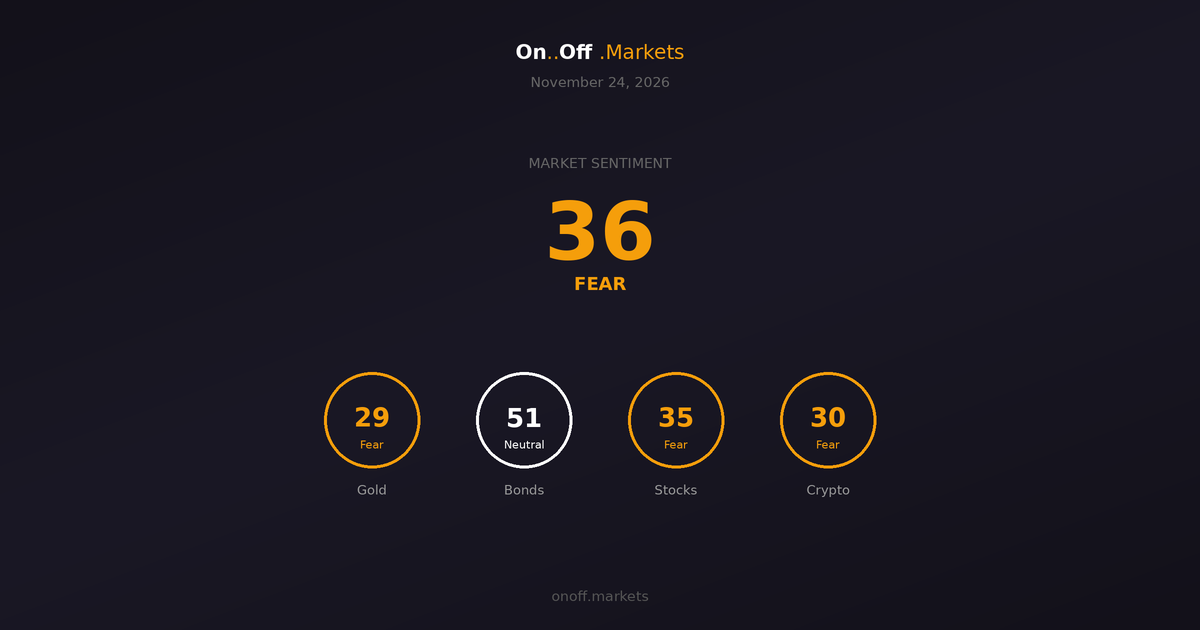 On..Off .Markets
November 24, 2026
MARKET SENTIMENT
36
FEAR
29 51 35 30
Fear Neutral Fear Fear
Gold Bonds Stocks Crypto
onoff.markets